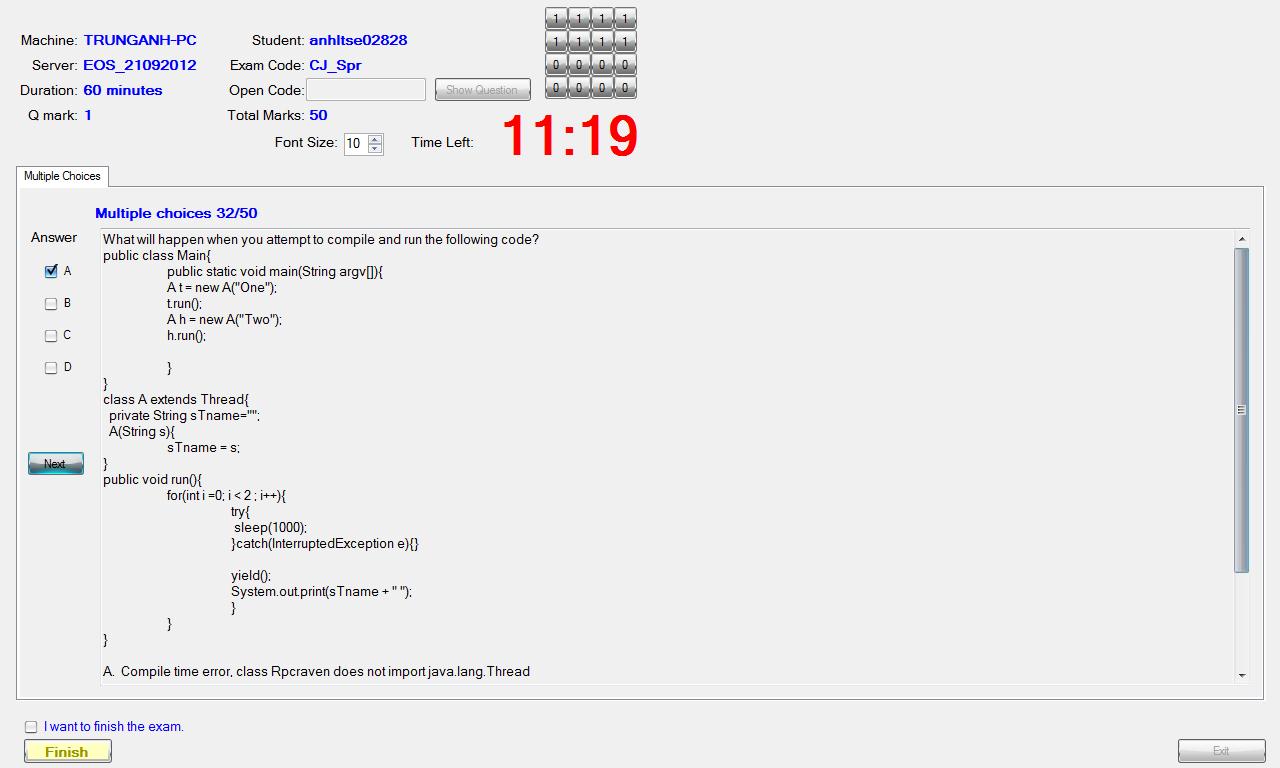 Machine: TRUNGANH-PC Student: anhltse02828
Server: EOS_21092012 Exam Code: CJ_Spr
Duration: 60 minutes Open Code: Show Question
Q mark: 1 Total Marks: 50
1 1 1 1
1 1 1 1
0 0 0 0
0 0 0 0
Font Size: 10 Time Left: 11:19
Multiple Choices
Multiple choices 32/50
Answer
A
B
C
D
Next
What will happen when you attempt to compile and run the following code?
public class Main{
public static void main(String argv[]){
A t = new A("One");
t.run();
A h = new A("Two");
h.run();
}
}
class A extends Thread{
private String sTname="";
A(String s){
sTname = s;
}
public void run(){
for(int i =0; i < 2 ; i++){
try{
sleep(1000);
}catch(InterruptedException e){}
yield();
System.out.print(sTname + " ");
}
}
}
A. Compile time error, class Rpcraven does not import java.lang.Thread
I want to finish the exam.
Finish
Exit